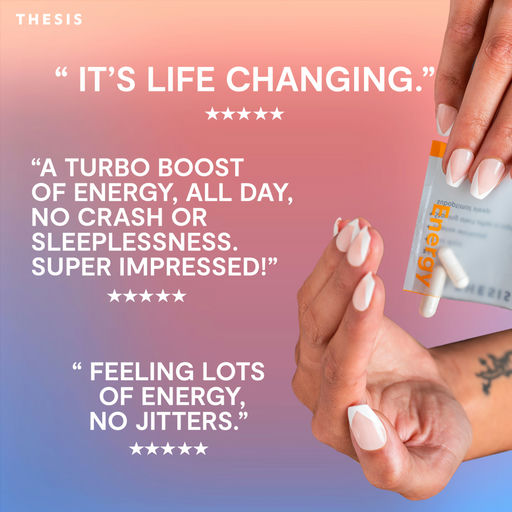 THESIS
“ IT’S LIFE CHANGING.”
★★★★★
“A TURBO BOOST
OF ENERGY, ALL DAY,
NO CRASH OR
SLEEPLESSNESS.
SUPER IMPRESSED!”
★★★★★
“ FEELING LOTS
OF ENERGY,
NO JITTERS.”
★★★★★
Energy